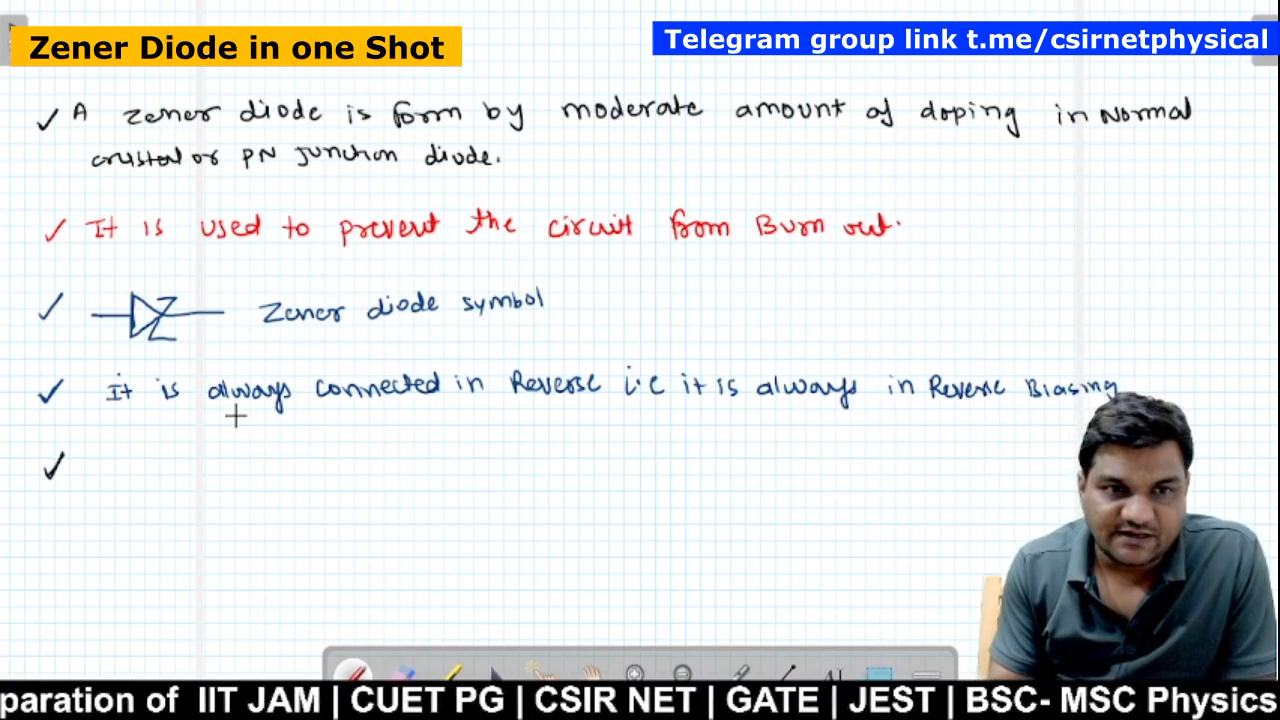 Zener Diode in one Shot
Telegram group link t.me/csirnetphysical
A zener diode is form by moderate amount of doping in Normal
crystal or PN Junction diode.
It is used to prevent the circuit from Burn out.
Zener diode symbol
It is always connected in Reverse i.e it is always in Reverse Biasing
paration of IIT JAM | CUET PG | CSIR NET | GATE | JEST | BSC- MSC Physics